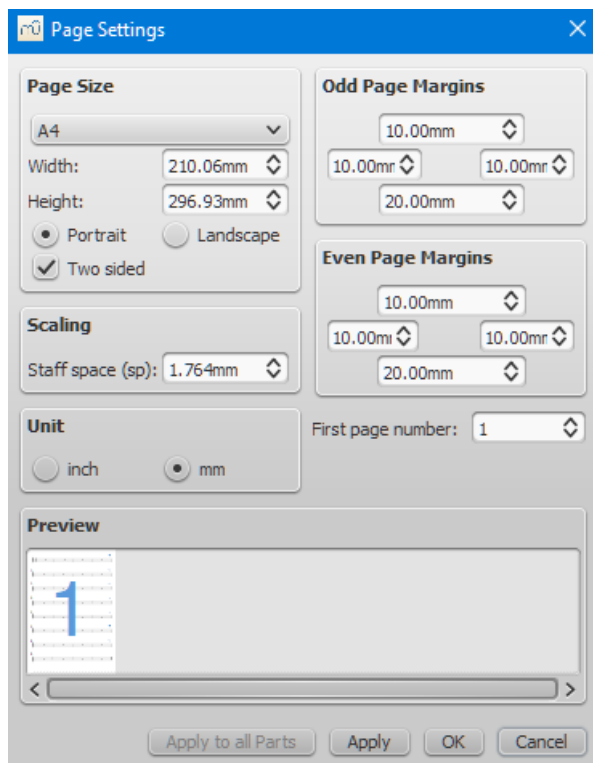 Page Settings
Page Size
A4
Width: 210.06mm
Height: 296.93mm
Portrait Landscape
Two sided
Scaling
Staff space (sp): 1.764mm
Unit
inch mm
Odd Page Margins
10.00mm
10.00mr 10.00mr
20.00mm
Even Page Margins
10.00mm
10.00mı 10.00mr
20.00mm
First page number: 1
Preview
1
Apply to all Parts Apply OK Cancel